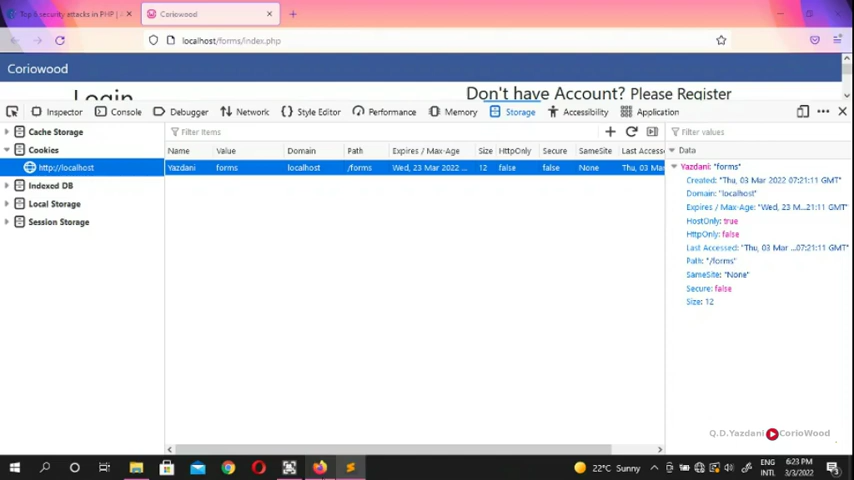 Top 6 security attacks in PHP | A
Coriowood
localhost/forms/index.php
Coriowood
Login
Don't have Account? Please Register
Inspector Console Debugger Network Style Editor Performance Memory Storage Accessibility Application
Cache Storage
Cookies
http://localhost
Indexed DB
Local Storage
Session Storage
Filter Items
Name Value Domain Path Expires / Max-Age Size HttpOnly Secure SameSite Last Access
Yazdani forms localhost /forms Wed, 23 Mar 2022 ... 12 false false None Thu, 03 Mar
Filter values
Data
Yazdani: "forms"
Created: "Thu, 03 Mar 2022 07:21:11 GMT"
Domain: "localhost"
Expires / Max-Age: "Wed, 23 M...21:11 GMT"
HostOnly: true
HttpOnly: false
Last Accessed: "Thu, 03 Mar ...07:21:11 GMT"
Path: "/forms"
SameSite: "None"
Secure: false
Size: 12
Q.D.Yazdani CorioWood
22°C Sunny
ENG
INTL
6:23 PM
3/3/2022
3